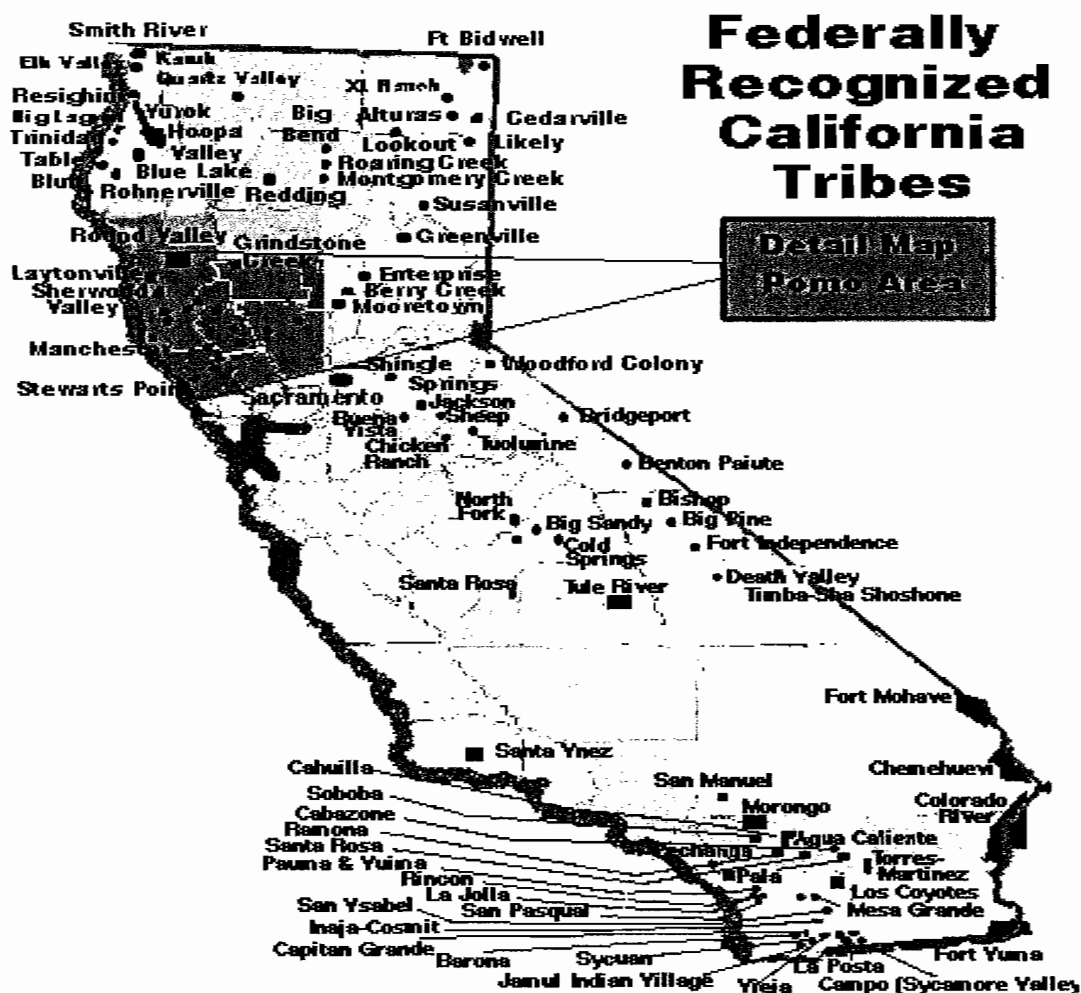 Federally
Recognized
California
Tribes
Detail Map
Pomo Area
Smith River
Ft Bidwell
Elk Valley
Karuk
Quartz Valley
XL Ranch
Resighini
Yurok
Big
Bend
Alturas
Cedarville
Big Lagoon
Trinidad
Hoopa
Valley
Lookout
Likely
Table
Bluff
Blue Lake
Roaring Creek
Rohnerville
Redding
Montgomery Creek
Susanville
Round Valley
Grindstone
Creek
Greenville
Laytonville
Enterprise
Sherwood
Valley
Berry Creek
Mooretown
Manchester
Shingle
Springs
Woodford Colony
Stewarts Point
Sacramento
Jackson
Buena
Vista
Sheep
Bridgeport
Chicken
Ranch
Tuolumne
Benton Paiute
North
Fork
Bishop
Big Sandy
Big Pine
Cold
Springs
Fort Independence
Santa Rosa
Tule River
Death Valley
Timba-Sha Shoshone
Fort Mohave
Santa Ynez
Cahuilla
San Manuel
Chemehuevi
Soboba
Morongo
Colorado
River
Cabazone
Ramona
Agua Caliente
Santa Rosa
Pechanga
Torres-
Martinez
Pauma & Yuima
Rincon
Pala
La Jolla
Los Coyotes
San Ysabel
San Pasqual
Mesa Grande
Inaja-Cosmit
Capitan Grande
Barona
Sycuan
La Posta
Fort Yuma
Jamul Indian Village
Vieja
Campo [Sycamore Valley